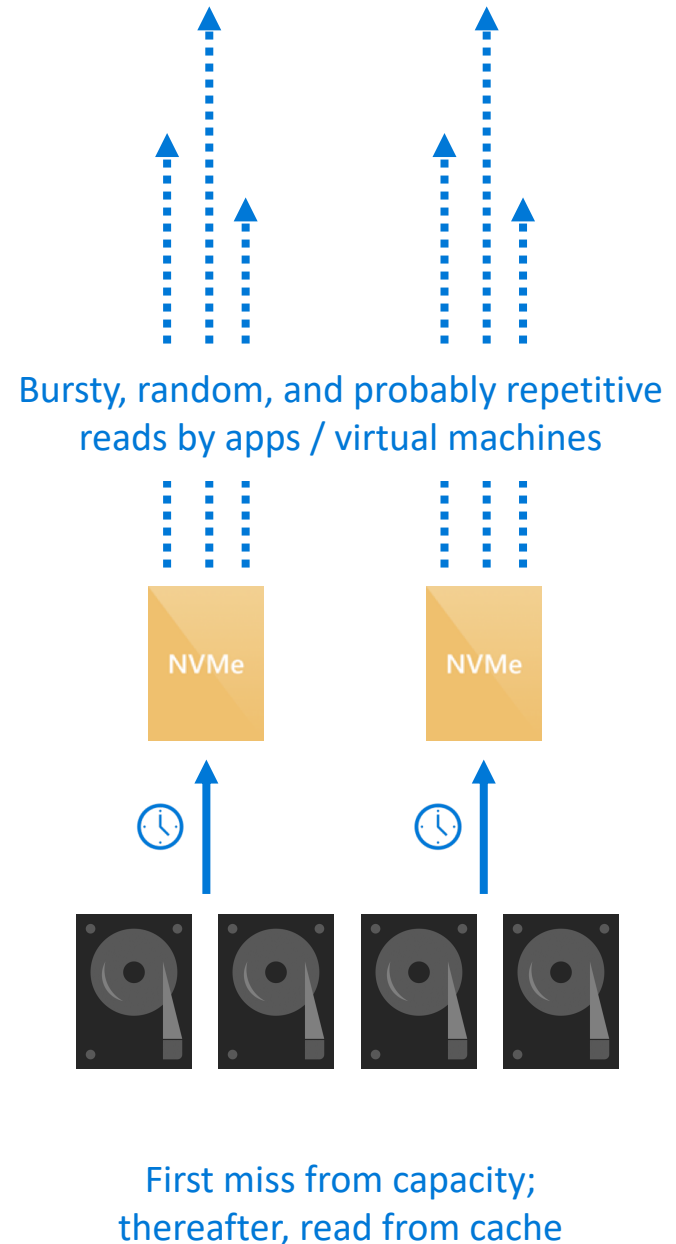 Bursty, random, and probably repetitive
reads by apps / virtual machines
NVMe
NVMe
First miss from capacity;
thereafter, read from cache